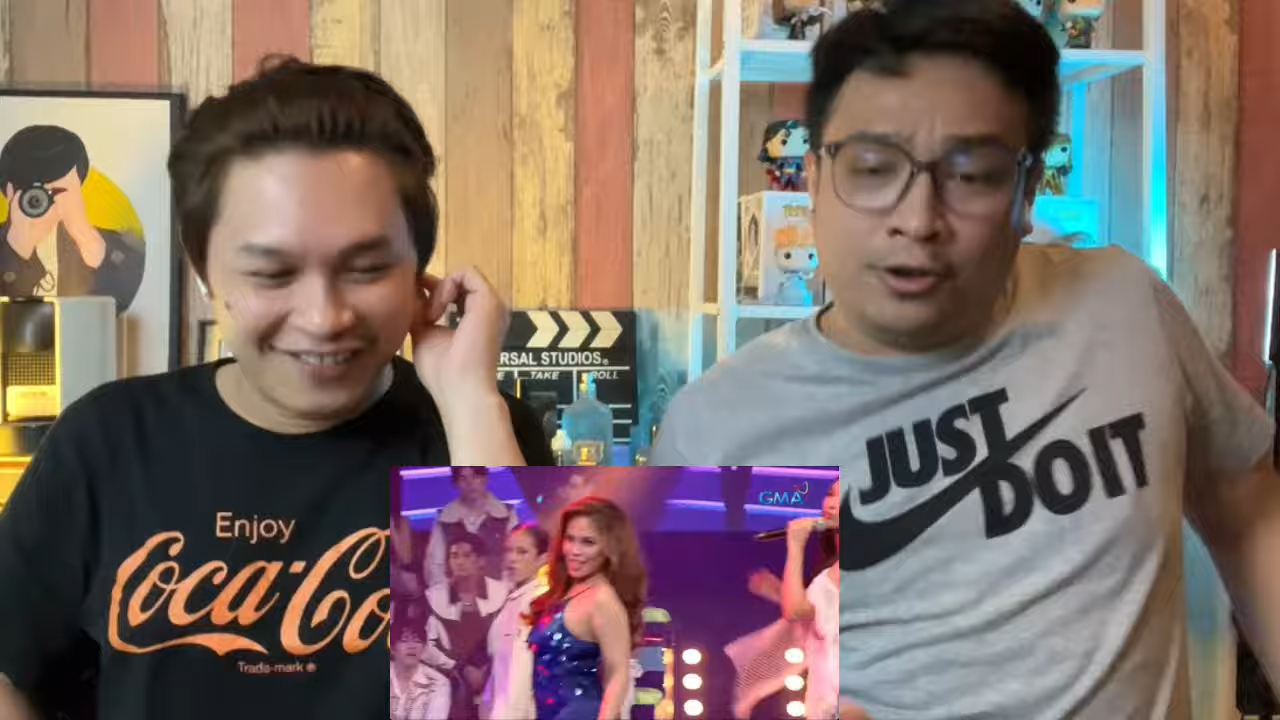 RSAL STUDIOS
E TAKE ROLL
JUST
DO IT
GMA
Enjoy
Coca-Co
Trade-mark ®